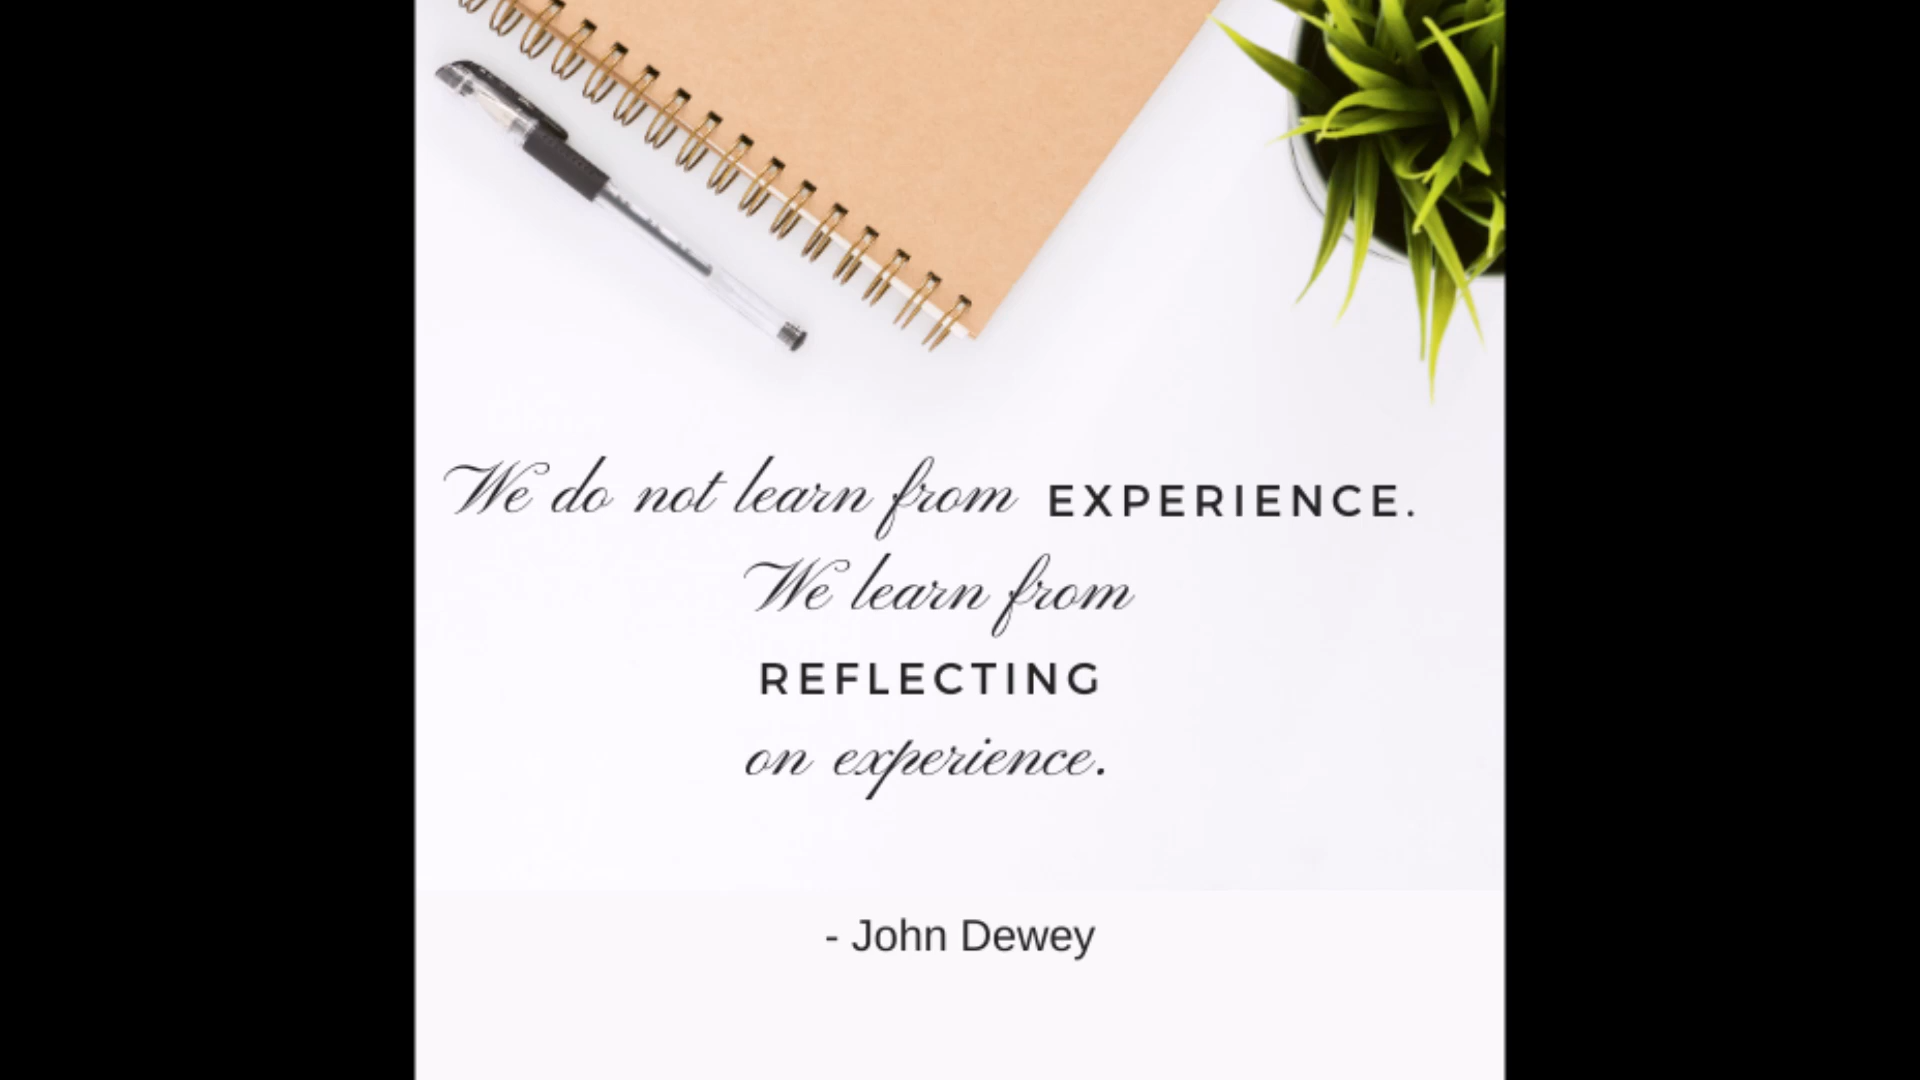 We do not learn from EXPERIENCE.
We learn from
REFLECTING
on experience.
- John Dewey